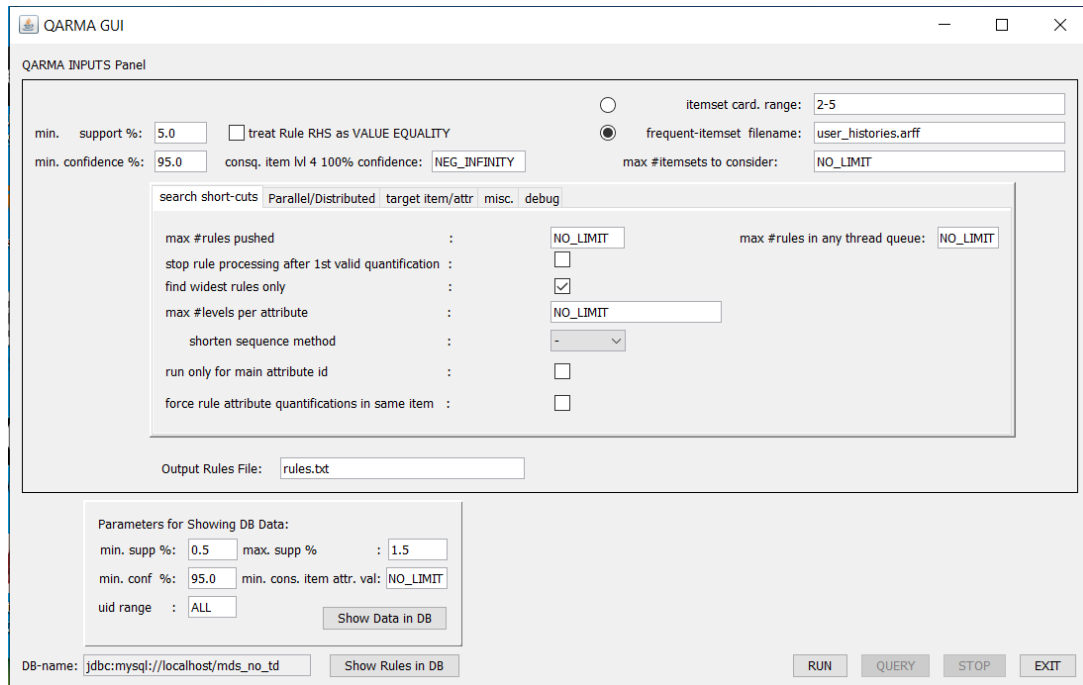 QARMA GUI
QARMA INPUTS Panel
itemset card. range: 2-5
min. support %: 5.0 treat Rule RHS as VALUE EQUALITY frequent-itemset filename: user_histories.arff
min. confidence %: 95.0 consq. item lvl 4 100% confidence: NEG_INFINITY max #itemsets to consider: NO_LIMIT
search short-cuts Parallel/Distributed target item/attr misc. debug
max #rules pushed : NO_LIMIT max #rules in any thread queue: NO_LIMIT
stop rule processing after 1st valid quantification :
find widest rules only :
max #levels per attribute : NO_LIMIT
shorten sequence method : -
run only for main attribute id :
force rule attribute quantifications in same item :
Output Rules File: rules.txt
Parameters for Showing DB Data:
min. supp %: 0.5 max. supp % : 1.5
min. conf %: 95.0 min. cons. item attr. val: NO_LIMIT
uid range : ALL Show Data in DB
DB-name: jdbc:mysql://localhost/mds_no_td Show Rules in DB RUN QUERY STOP EXIT